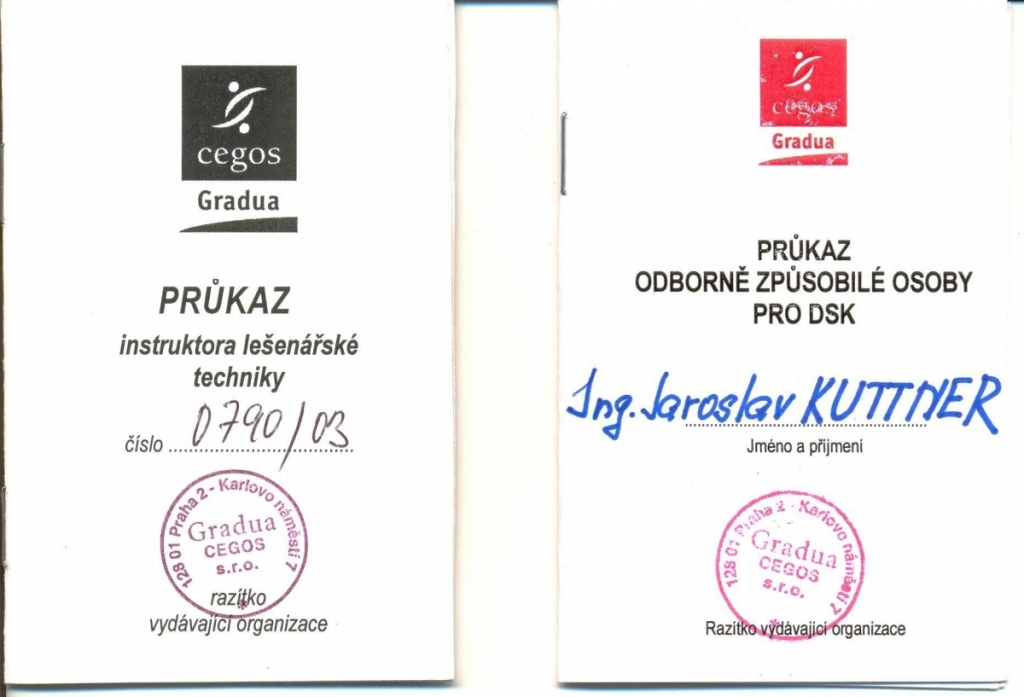 cegos
Gradua
PRŮKAZ
instruktora lešenářské
techniky
číslo 0790/03
128 01 Praha 2 - Karlovo náměstí 7
Gradua
CEGOS
s.r.o.
razítko
vydávající organizace
cegos
Gradua
PRŮKAZ
ODBORNĚ ZPŮSOBILÉ OSOBY
PRO DSK
Ing. Jaroslav KUTTNER
Jméno a příjmení
128 01 Praha 2 - Karlovo náměstí 7
Gradua
CEGOS
s.r.o.
Razítko vydávající organizace